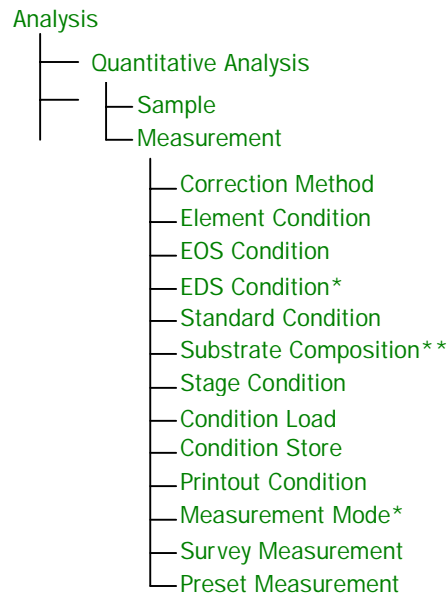 Analysis
Quantitative Analysis
Sample
Measurement
Correction Method
Element Condition
EOS Condition
EDS Condition*
Standard Condition
Substrate Composition**
Stage Condition
Condition Load
Condition Store
Printout Condition
Measurement Mode*
Survey Measurement
Preset Measurement